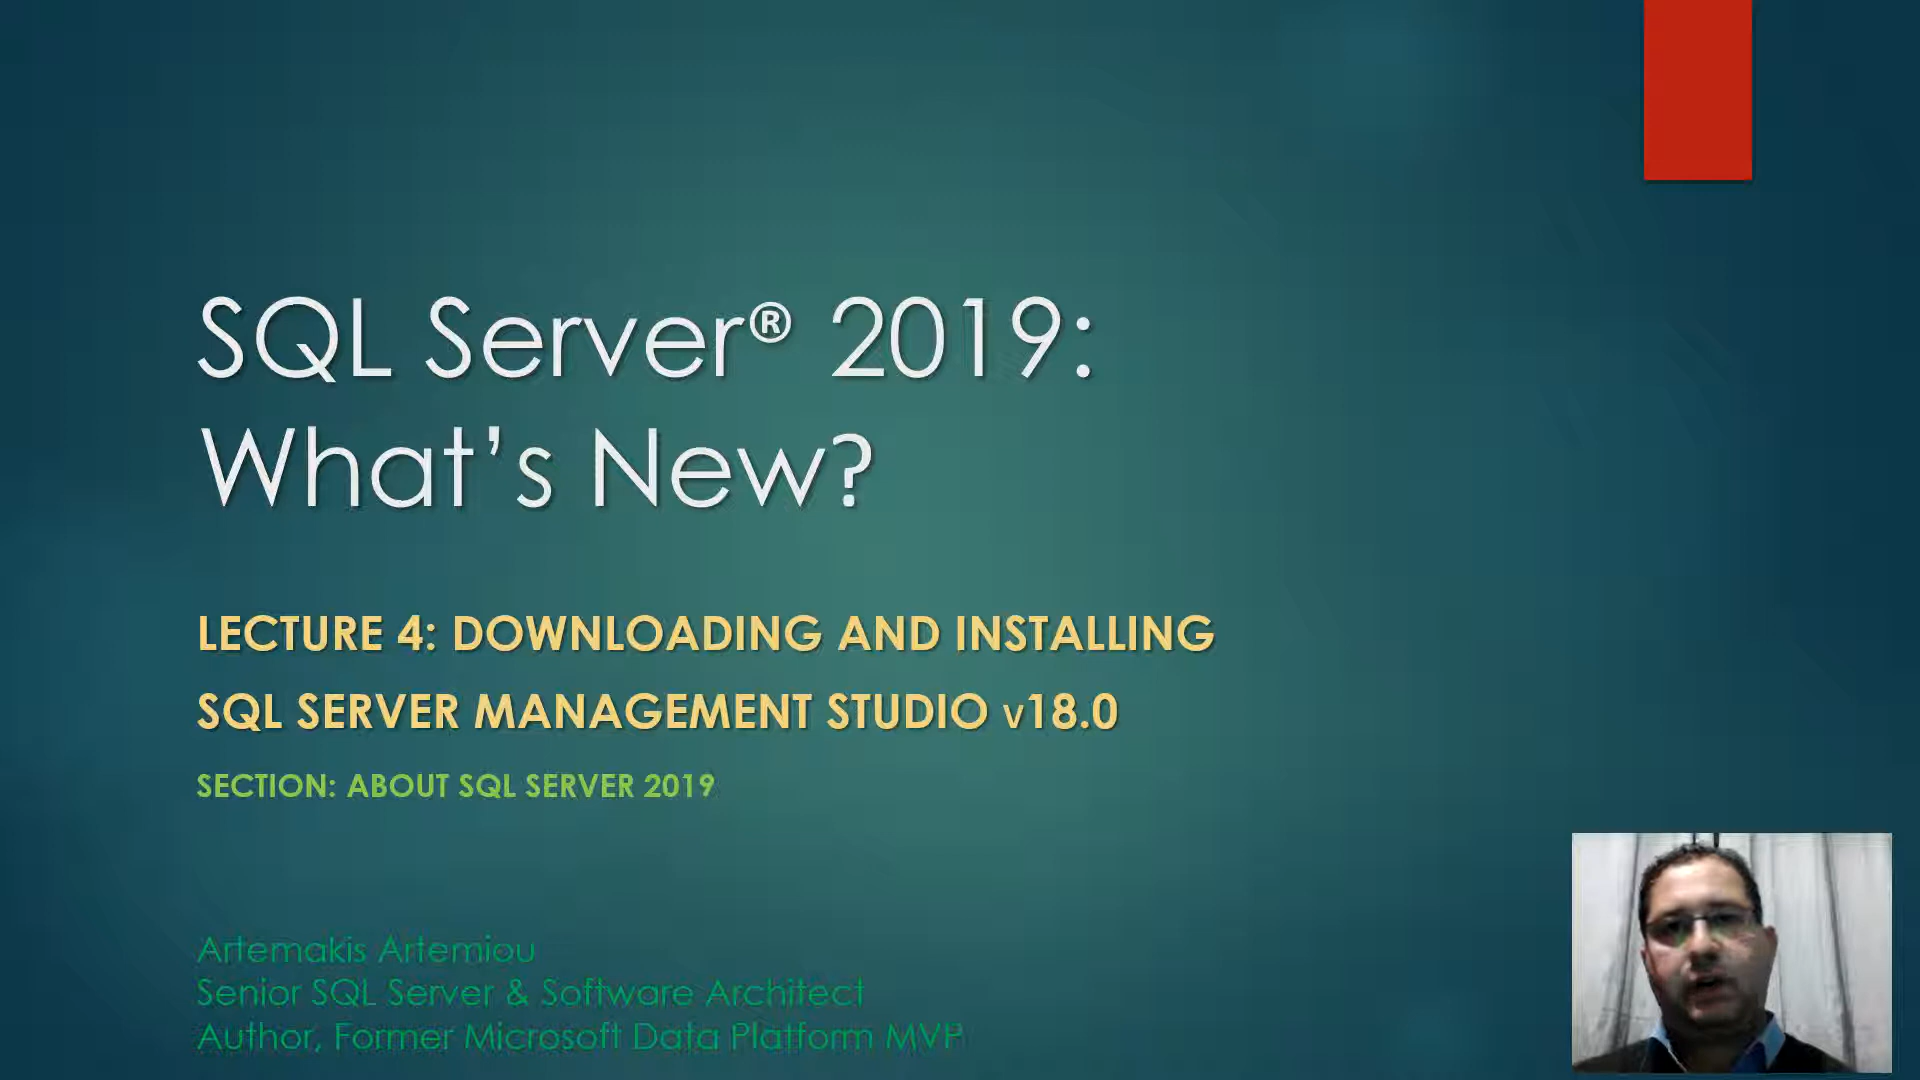 SQL Server® 2019:
What’s New?
LECTURE 4: DOWNLOADING AND INSTALLING
SQL SERVER MANAGEMENT STUDIO v18.0
SECTION: ABOUT SQL SERVER 2019
Artemakis Artemiou
Senior SQL Server & Software Architect
Author, Former Microsoft Data Platform MVP